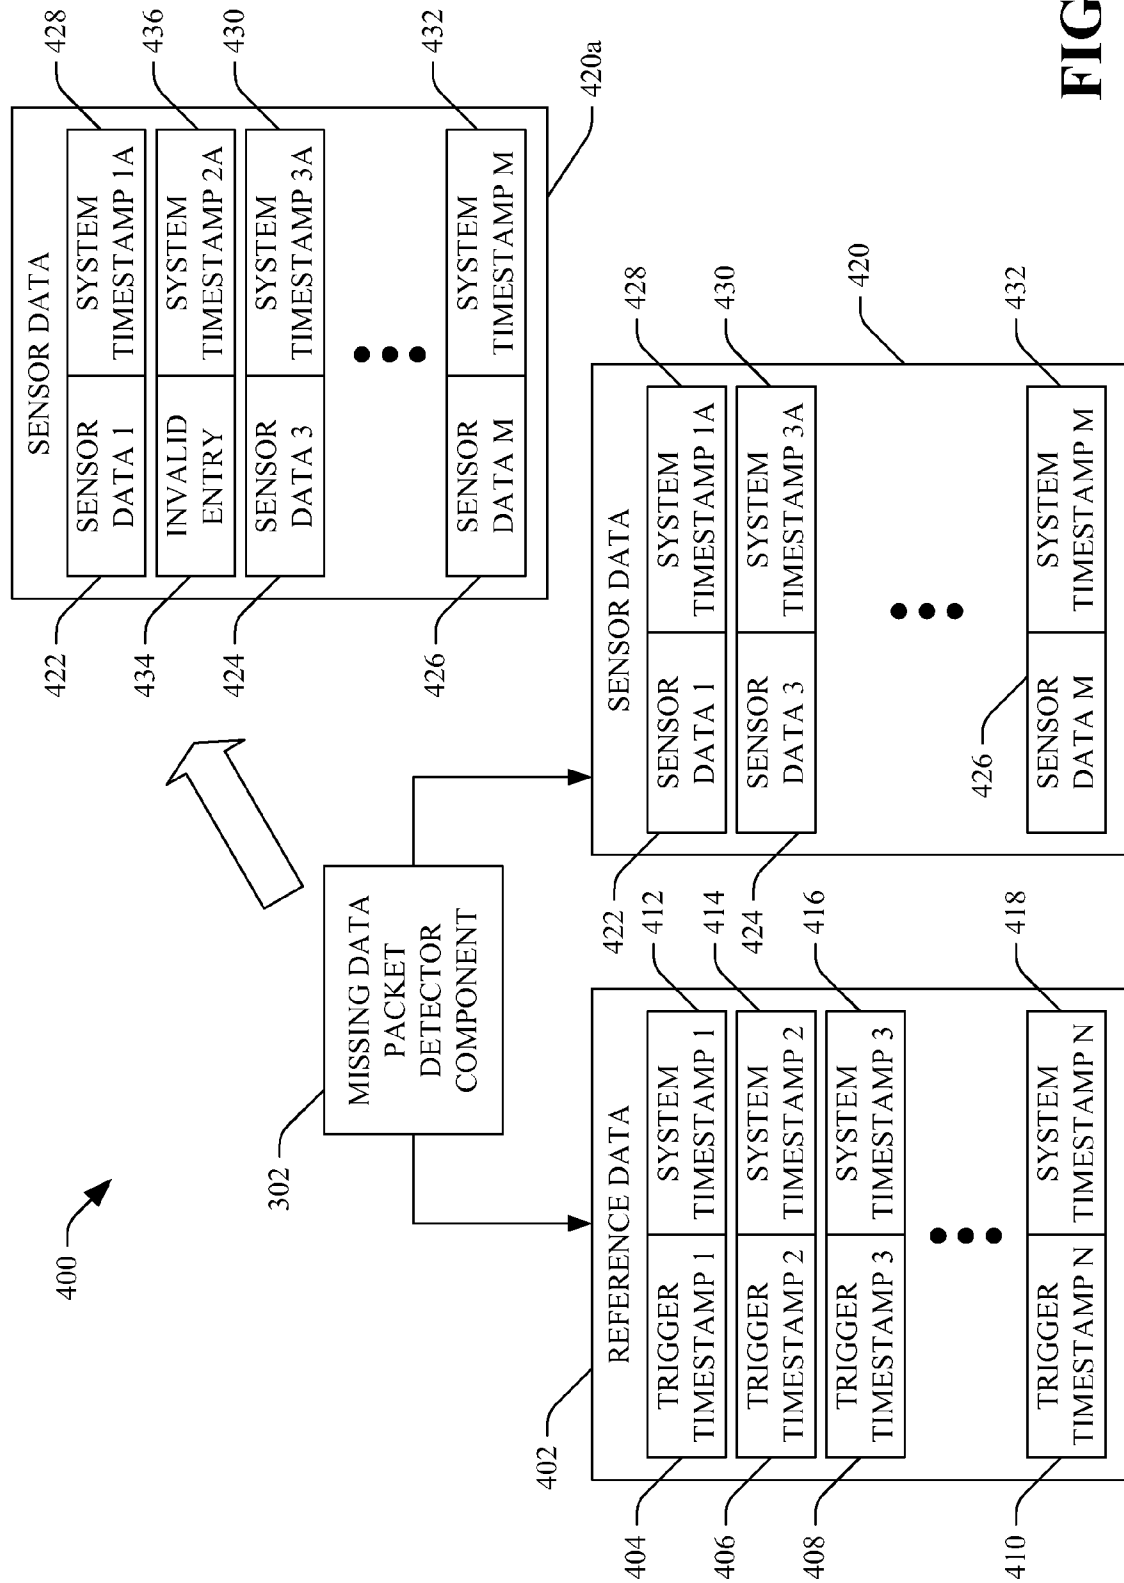 400
302
MISSING DATA
PACKET
DETECTOR
COMPONENT
SENSOR DATA
422
SENSOR
DATA 1
SYSTEM
TIMESTAMP 1A
428
434
INVALID
ENTRY
SYSTEM
TIMESTAMP 2A
436
424
SENSOR
DATA 3
SYSTEM
TIMESTAMP 3A
430
426
SENSOR
DATA M
SYSTEM
TIMESTAMP M
432
420a
402
REFERENCE DATA
404
TRIGGER
TIMESTAMP 1
SYSTEM
TIMESTAMP 1
412
406
TRIGGER
TIMESTAMP 2
SYSTEM
TIMESTAMP 2
414
408
TRIGGER
TIMESTAMP 3
SYSTEM
TIMESTAMP 3
416
410
TRIGGER
TIMESTAMP N
SYSTEM
TIMESTAMP N
418
SENSOR DATA
420
422
SENSOR
DATA 1
SYSTEM
TIMESTAMP 1A
428
424
SENSOR
DATA 3
SYSTEM
TIMESTAMP 3A
430
426
SENSOR
DATA M
SYSTEM
TIMESTAMP M
432
FIG